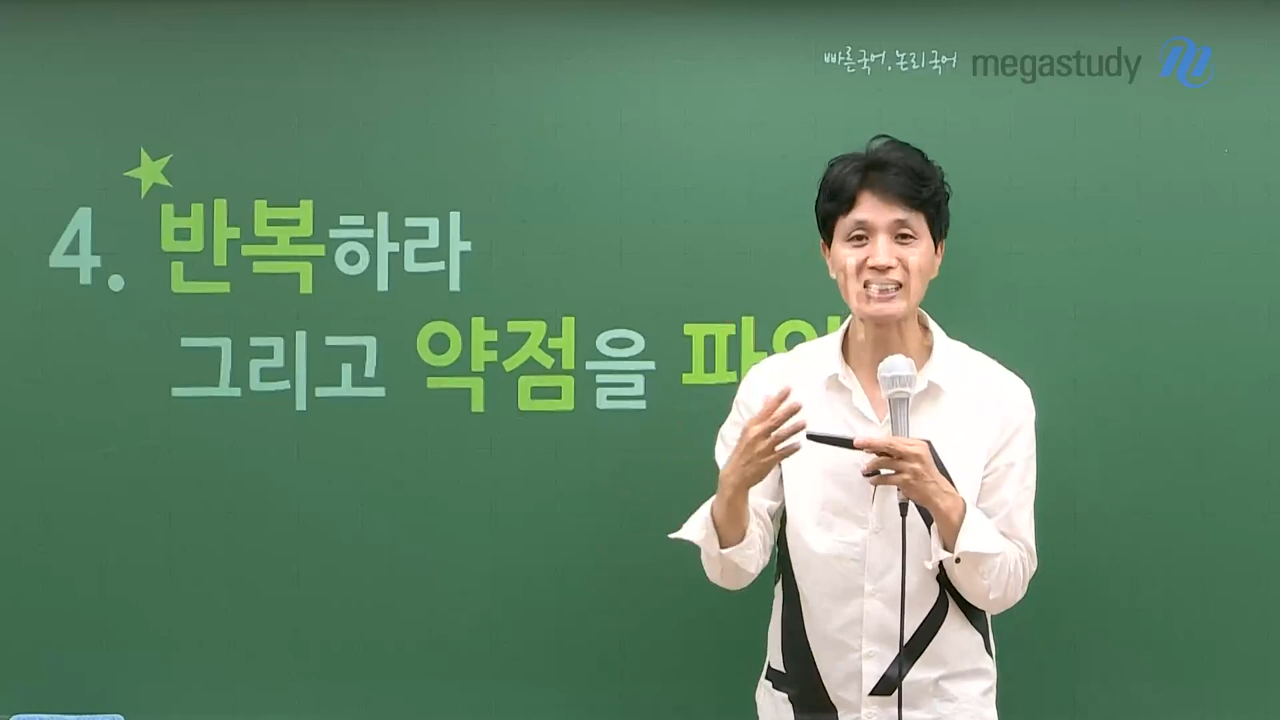 빠른국어, 논리국어 megastudy
4. 반복하라
그리고 약점을